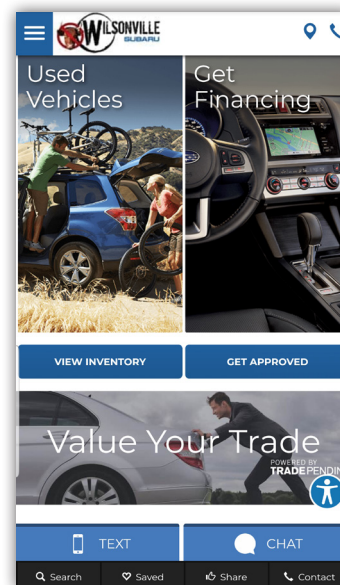 WILSONVILLE
SUBARU
Used
Vehicles
Get
Financing
VIEW INVENTORY
GET APPROVED
Value Your Trade
POWERED BY
TRADEPENDIN
TEXT
CHAT
Search
Saved
Share
Contact